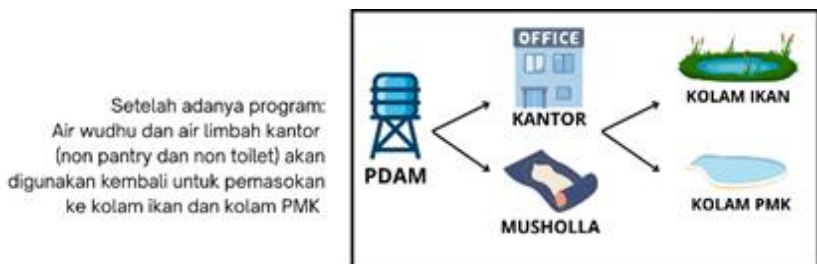 Setelah adanya program:
Air wudhu dan air limbah kantor
(non pantry dan non toilet) akan
digunakan kembali untuk pemasokan
ke kolam ikan dan kolam PMK
PDAM
OFFICE
KANTOR
MUSHOLLA
KOLAM IKAN
KOLAM PMK